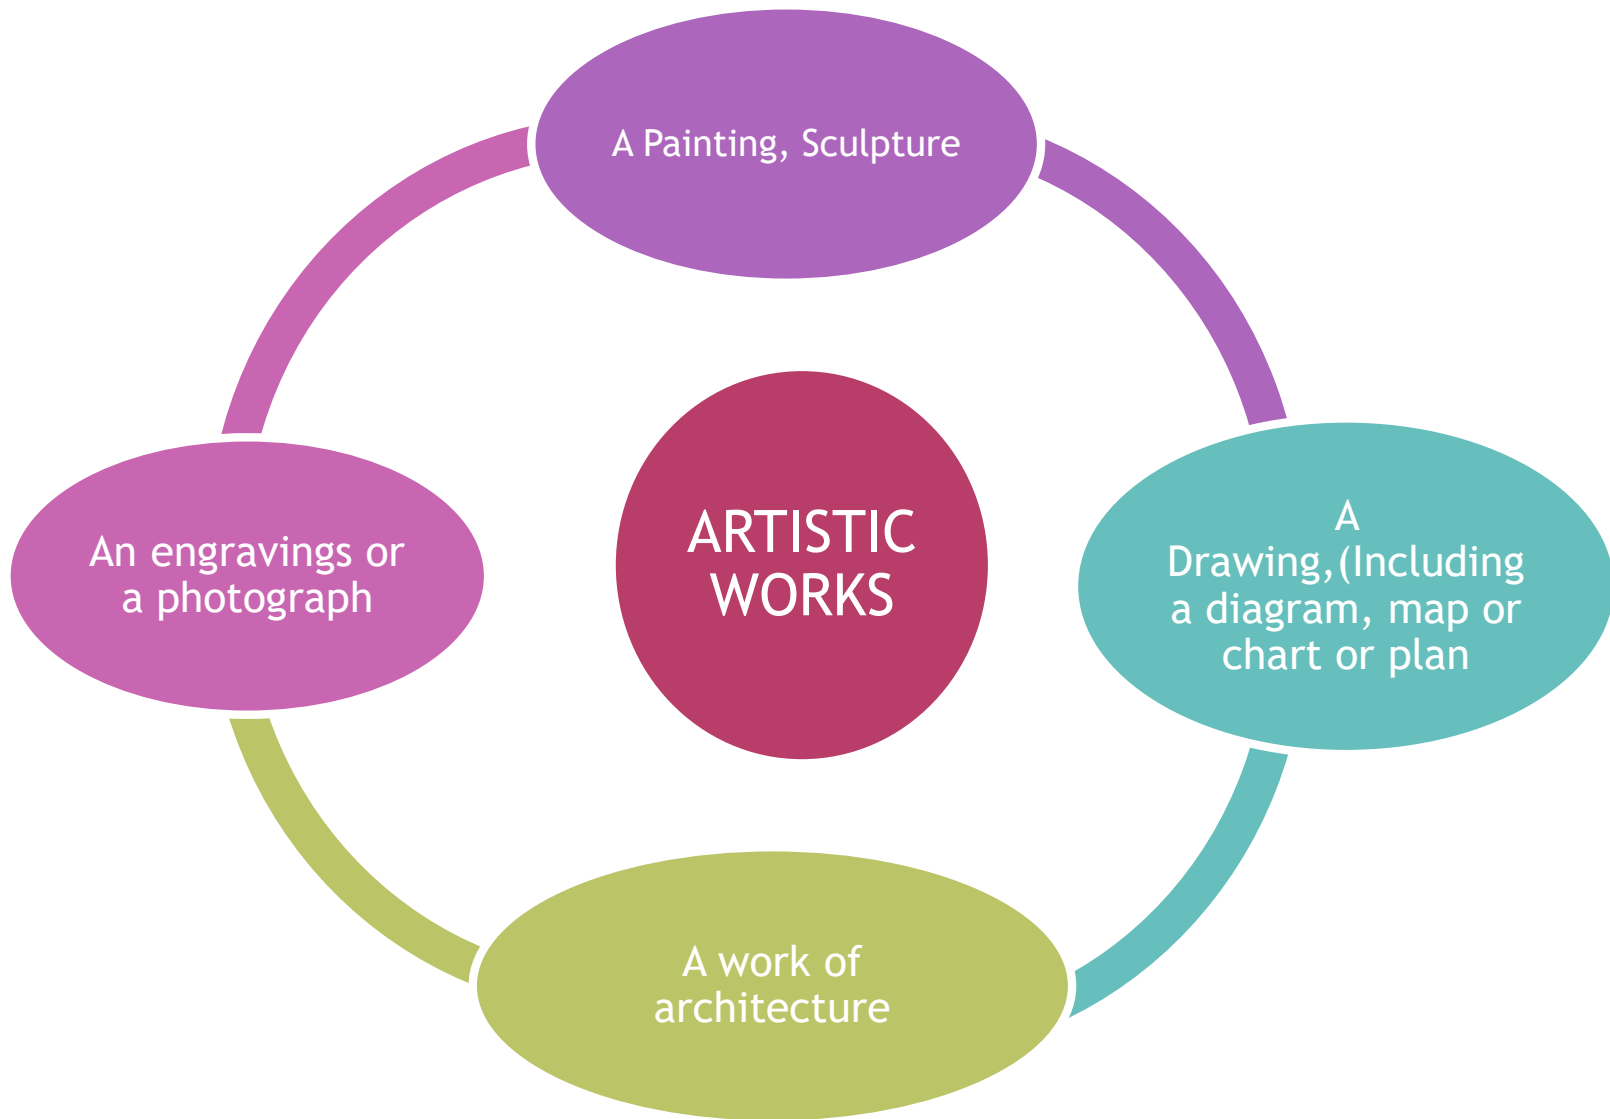 A Painting, Sculpture
An engravings or
a photograph
ARTISTIC
WORKS
A
Drawing,(Including
a diagram, map or
chart or plan
A work of
architecture